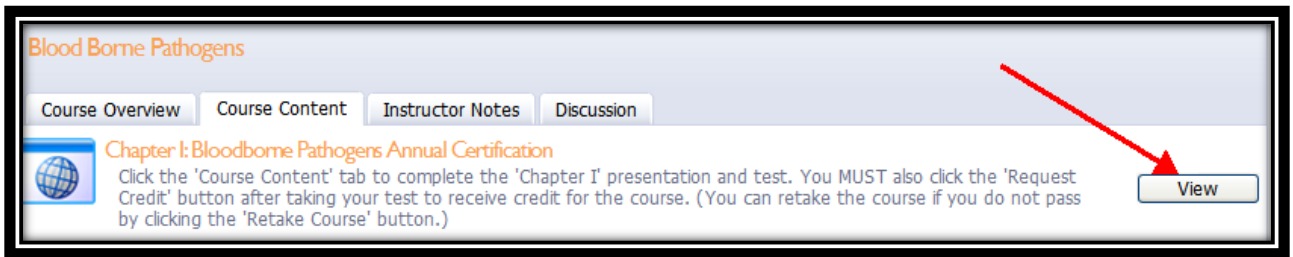 Blood Borne Pathogens
Course Overview Course Content Instructor Notes Discussion
Chapter I: Bloodborne Pathogens Annual Certification
Click the 'Course Content' tab to complete the 'Chapter I' presentation and test. You MUST also click the 'Request
Credit' button after taking your test to receive credit for the course. (You can retake the course if you do not pass
by clicking the 'Retake Course' button.)
View